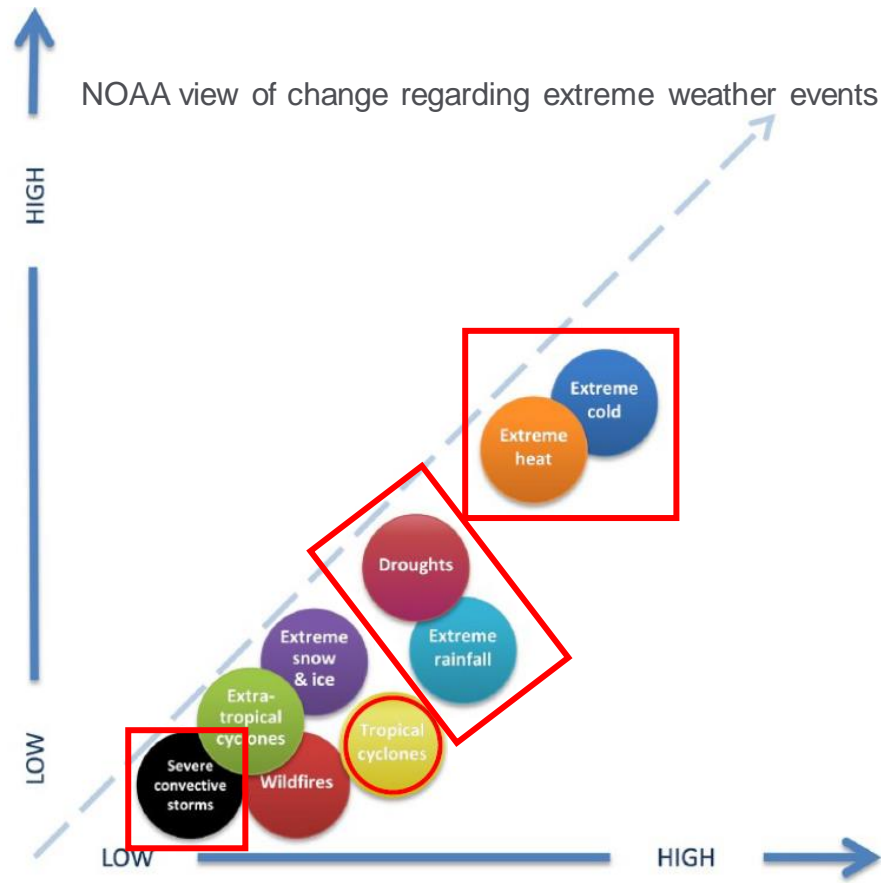 NOAA view of change regarding extreme weather events
HIGH
Extreme
cold
Extreme
heat
Droughts
Extreme
rainfall
Extreme
snow
& ice
Extra-
tropical
cyclones
Tropical
cyclones
Severe
convective
storms
Wildfires
LOW
LOW
HIGH